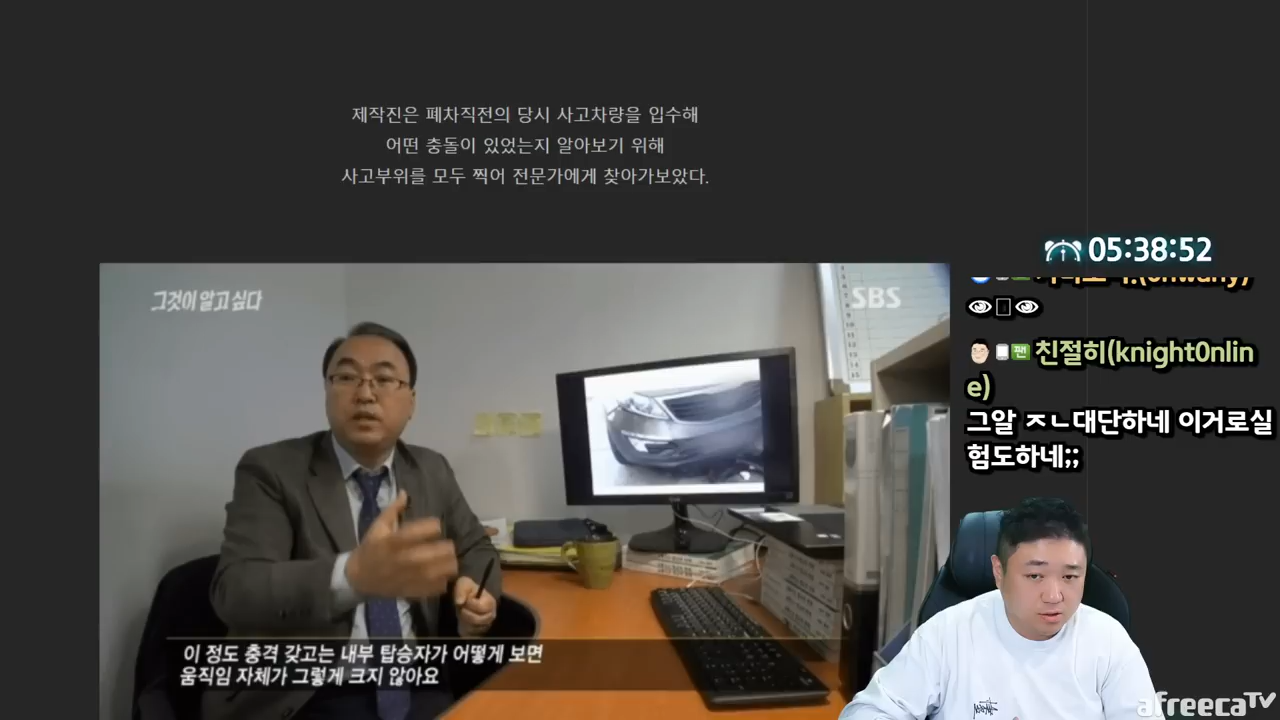 제작진은 폐차직전의 당시 사고차량을 입수해
어떤 충돌이 있었는지 알아보기 위해
사고부위를 모두 찍어 전문가에게 찾아가보았다.
05:38:52
친절히(knight0nlin
e)
그알 ㅈㄴ대단하네 이거로실
험도하네;;
그것이 알고 싶다
SBS
이 정도 충격 갖고는 내부 탑승자가 어떻게 보면
움직임 자체가 그렇게 크지 않아요
afreecaTV